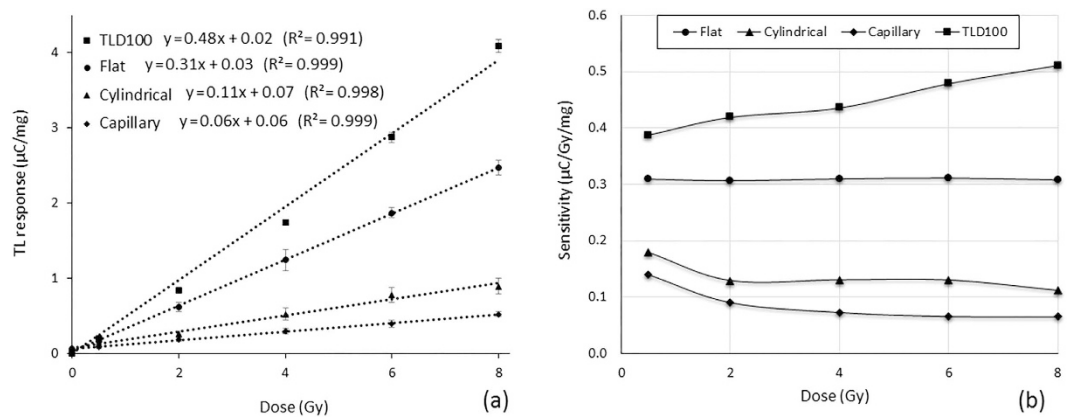 TL response (µC/mg)
4
3
2
1
0
TLD100 y=0.48x + 0.02 (R²= 0.991)
Flat y=0.31x + 0.03 (R²= 0.999)
Cylindrical y=0.11x + 0.07 (R²= 0.998)
Capillary y=0.06x + 0.06 (R²= 0.999)
0 2 4 6 8
Dose (Gy)
(a)
Sensitivity (µC/Gy/mg)
0.6
0.5
0.4
0.3
0.2
0.1
0.0
Flat Cylindrical Capillary TLD100
0 2 4 6 8
Dose (Gy)
(b)